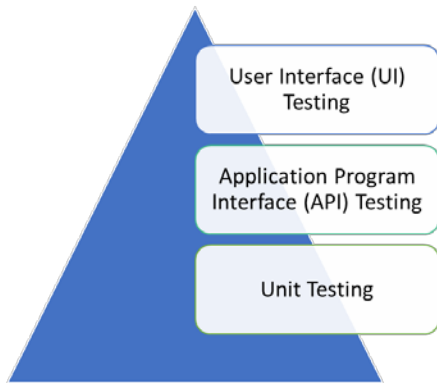 User Interface (UI)
Testing
Application Program
Interface (API) Testing
Unit Testing